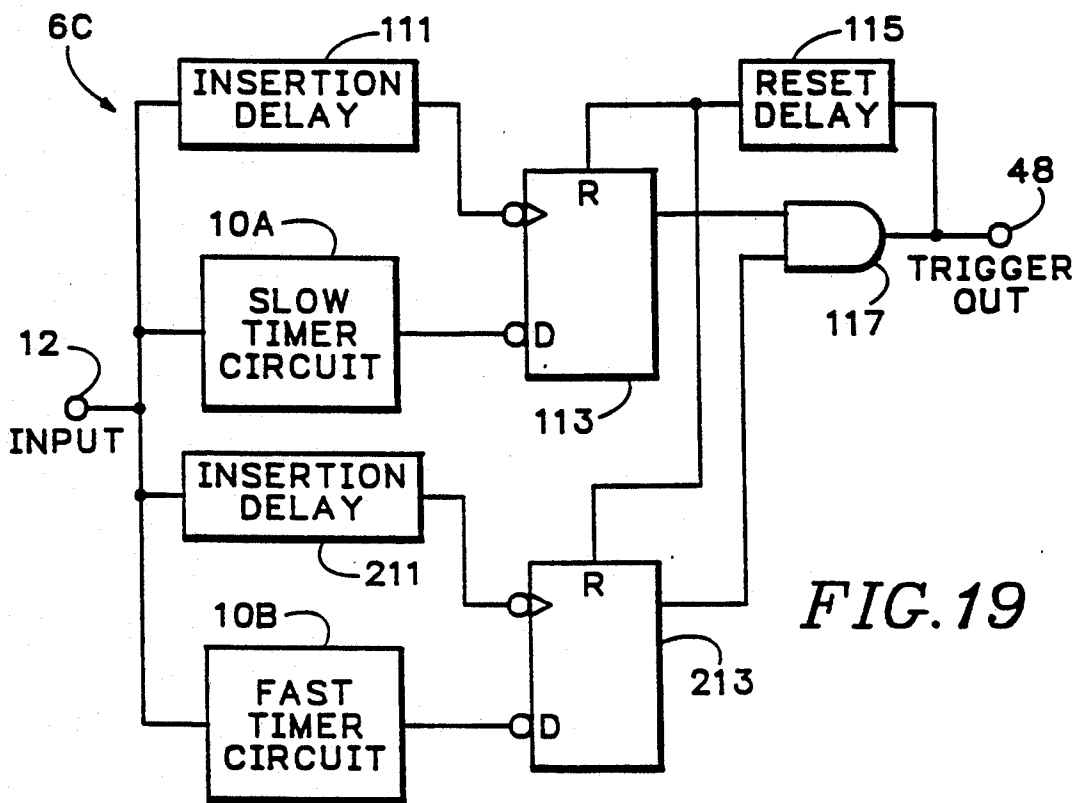 6C
111
INSERTION
DELAY
115
RESET
DELAY
R
48
10A
SLOW
TIMER
CIRCUIT
D
117
TRIGGER
OUT
12
INPUT
113
INSERTION
DELAY
211
R
10B
FAST
TIMER
CIRCUIT
D
213
FIG.19